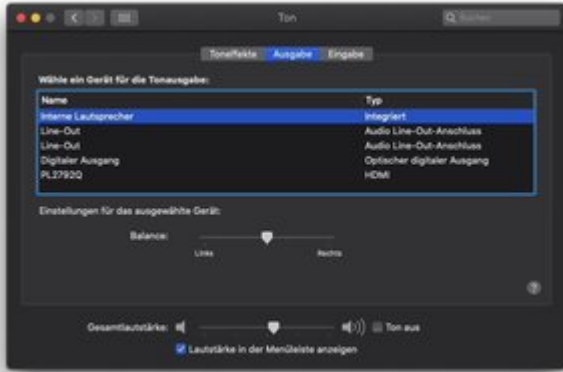 Ton
Suchen
Toneffekte Ausgabe Eingabe
Wähle ein Gerät für die Tonausgabe:
Name Typ
Interne Lautsprecher Integriert
Line-Out Audio Line-Out-Anschluss
Line-Out Audio Line-Out-Anschluss
Digitaler Ausgang Optischer digitaler Ausgang
PL2792Q HDMI
Einstellungen für das ausgewählte Gerät:
Balance:
Links Rechts
?
Gesamtlautstärke: Ton aus
Lautstärke in der Menüleiste anzeigen